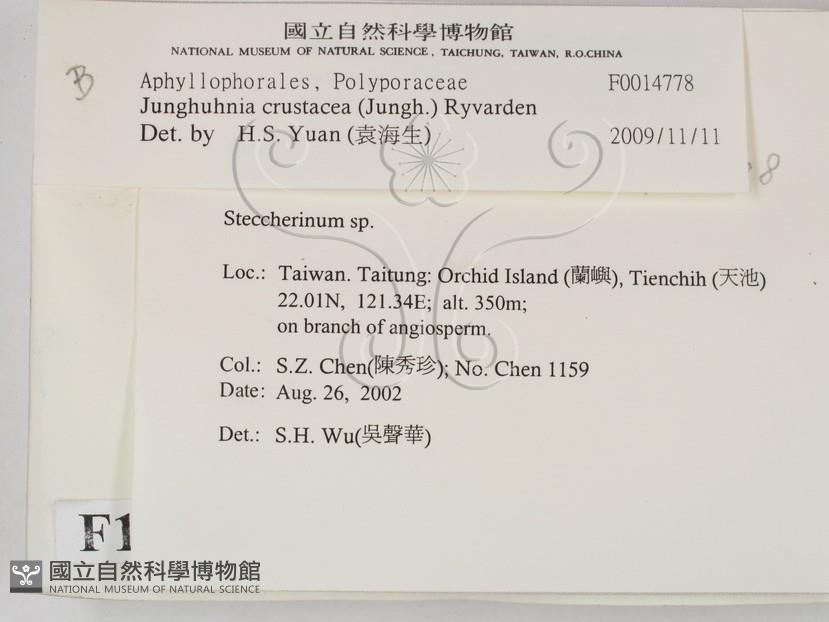 國立自然科學博物館
NATIONAL MUSEUM OF NATURAL SCIENCE, TAICHUNG, TAIWAN, R.O.CHINA
B
Aphyllophorales, Polyporaceae F0014778
Junghuhnia crustacea (Jungh.) Ryvarden
Det. by H.S. Yuan (袁海生) 2009/11/11
8
Steccherinum sp.
Loc.: Taiwan. Taitung: Orchid Island (蘭嶼), Tienchih (天池)
22.01N, 121.34E; alt. 350m;
on branch of angiosperm.
Col.: S.Z. Chen(陳秀珍); No. Chen 1159
Date: Aug. 26, 2002
Det.: S.H. Wu(吳聲華)
F1
國立自然科學博物館
NATIONAL MUSEUM OF NATURAL SCIENCE